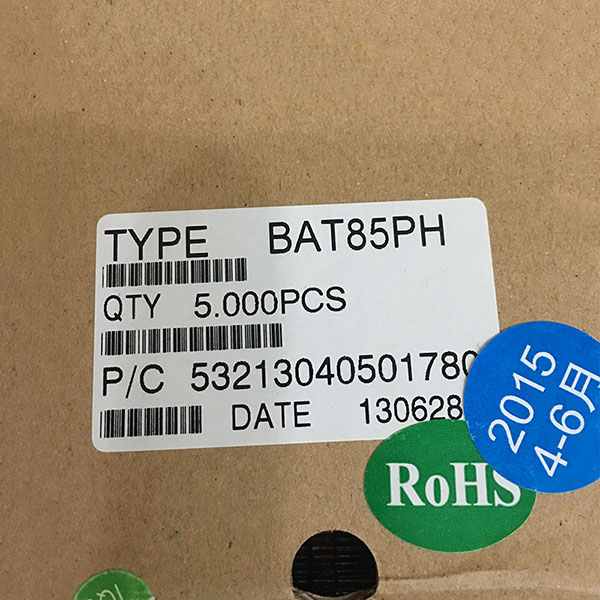 TYPE BAT85PH
QTY 5.000PCS
P/C 53213040501780
DATE 130628
RoHS
2015
4-6月